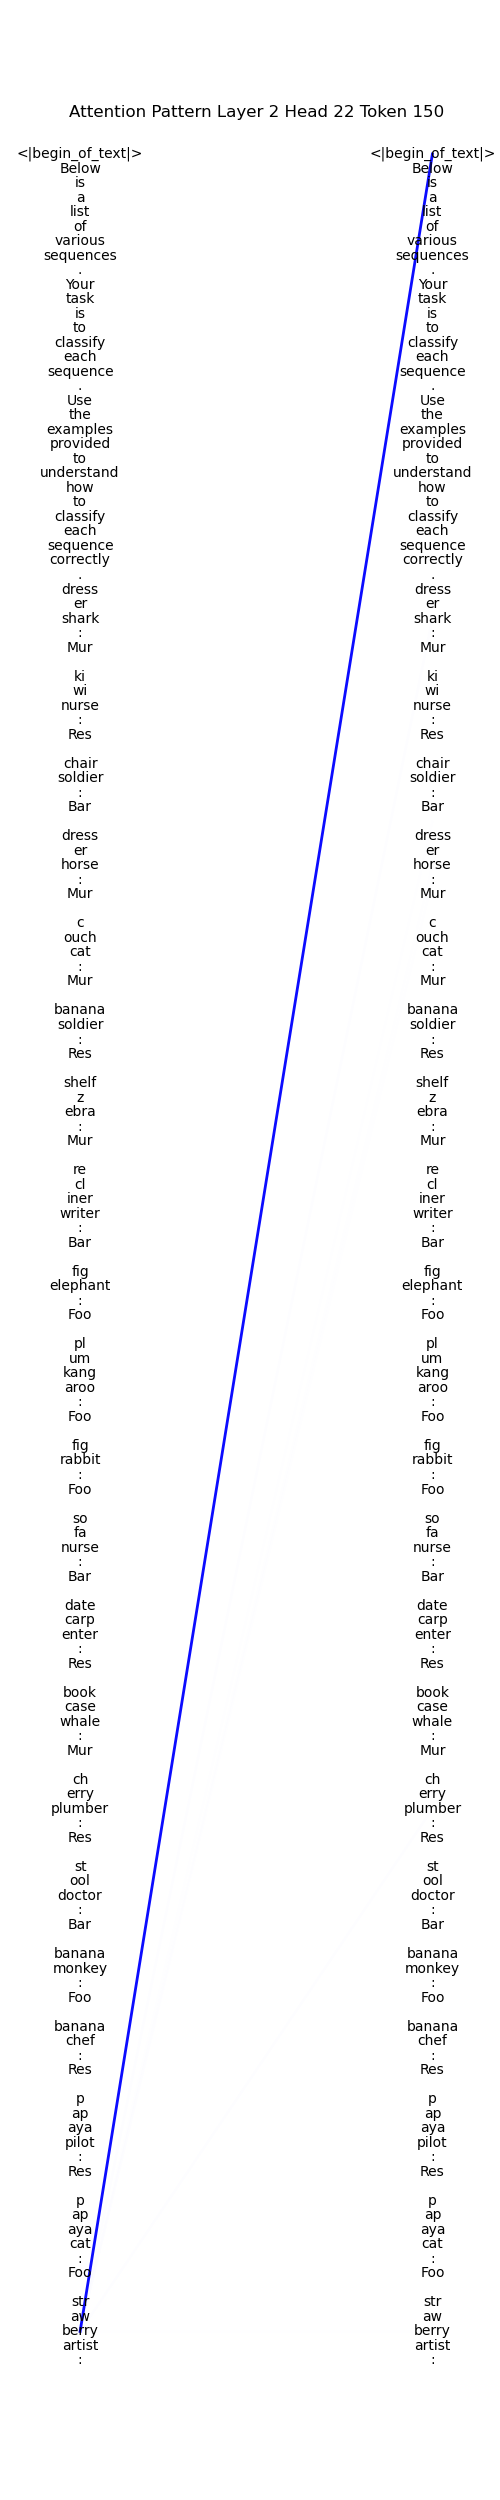 Attention Pattern Layer 2 Head 22 Token 150
<|begin_of_text|> <|begin_of_text|>
Below Below
is is
a a
list list
of of
various various
sequences sequences
. .
Your Your
task task
is is
to to
classify classify
each each
sequence sequence
. .
Use Use
the the
examples examples
provided provided
to to
understand understand
how how
to to
classify classify
each each
sequence sequence
correctly correctly
. .
dress dress
er er
shark shark
: :
Mur Mur
ki ki
wi wi
nurse nurse
: :
Res Res
chair chair
soldier soldier
: :
Bar Bar
dress dress
er er
horse horse
: :
Mur Mur
c c
ouch ouch
cat cat
: :
Mur Mur
banana banana
soldier soldier
: :
Res Res
shelf shelf
z z
ebra ebra
: :
Mur Mur
re re
cl cl
iner iner
writer writer
: :
Bar Bar
fig fig
elephant elephant
: :
Foo Foo
pl pl
um um
kang kang
aroo aroo
: :
Foo Foo
fig fig
rabbit rabbit
: :
Foo Foo
so so
fa fa
nurse nurse
: :
Bar Bar
date date
carp carp
enter enter
: :
Res Res
book book
case case
whale whale
: :
Mur Mur
ch ch
erry erry
plumber plumber
: :
Res Res
st st
ool ool
doctor doctor
: :
Bar Bar
banana banana
monkey monkey
: :
Foo Foo
banana banana
chef chef
: :
Res Res
p p
ap ap
aya aya
pilot pilot
: :
Res Res
p p
ap ap
aya aya
cat cat
: :
Foo Foo
str str
aw aw
berry berry
artist artist
: :